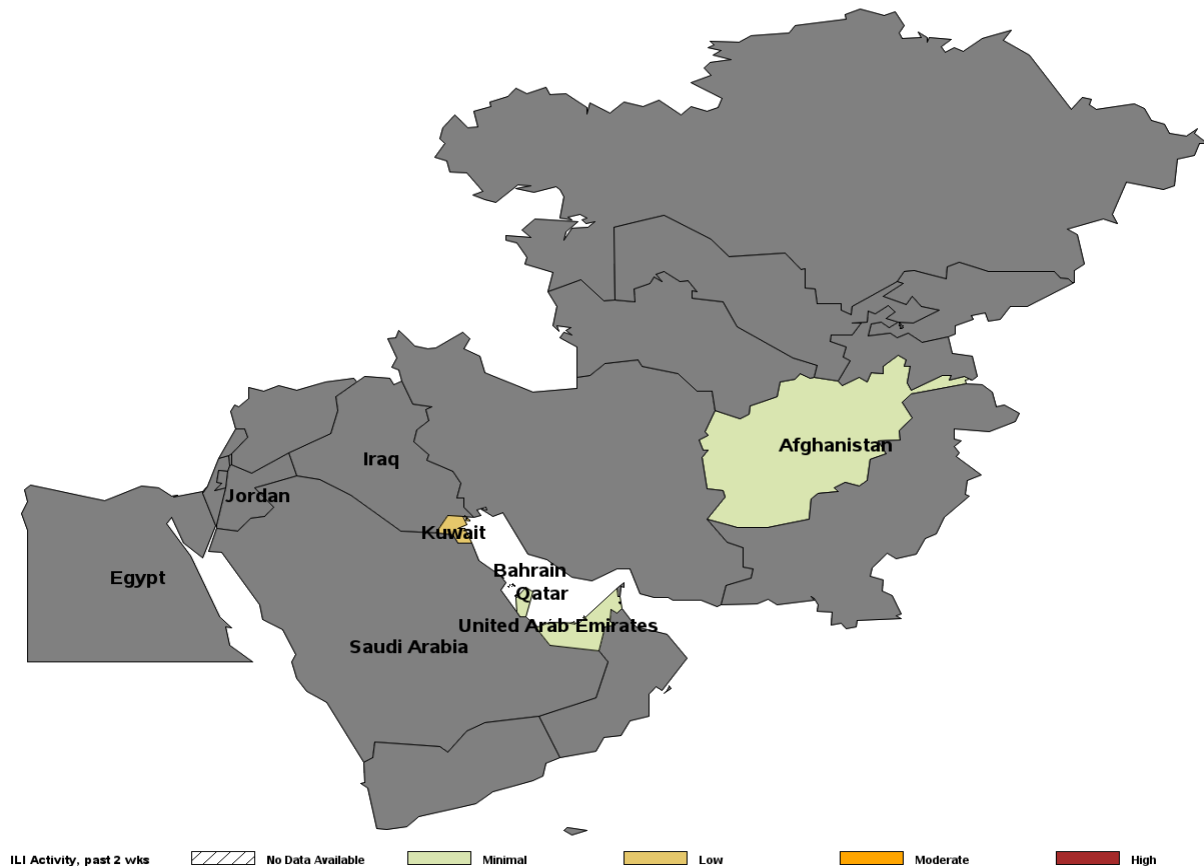 Afghanistan
Iraq
Jordan
Kuwait
Bahrain
Egypt
Qatar
United Arab Emirates
Saudi Arabia
ILI Activity, past 2 wks No Data Available Minimal Low Moderate High